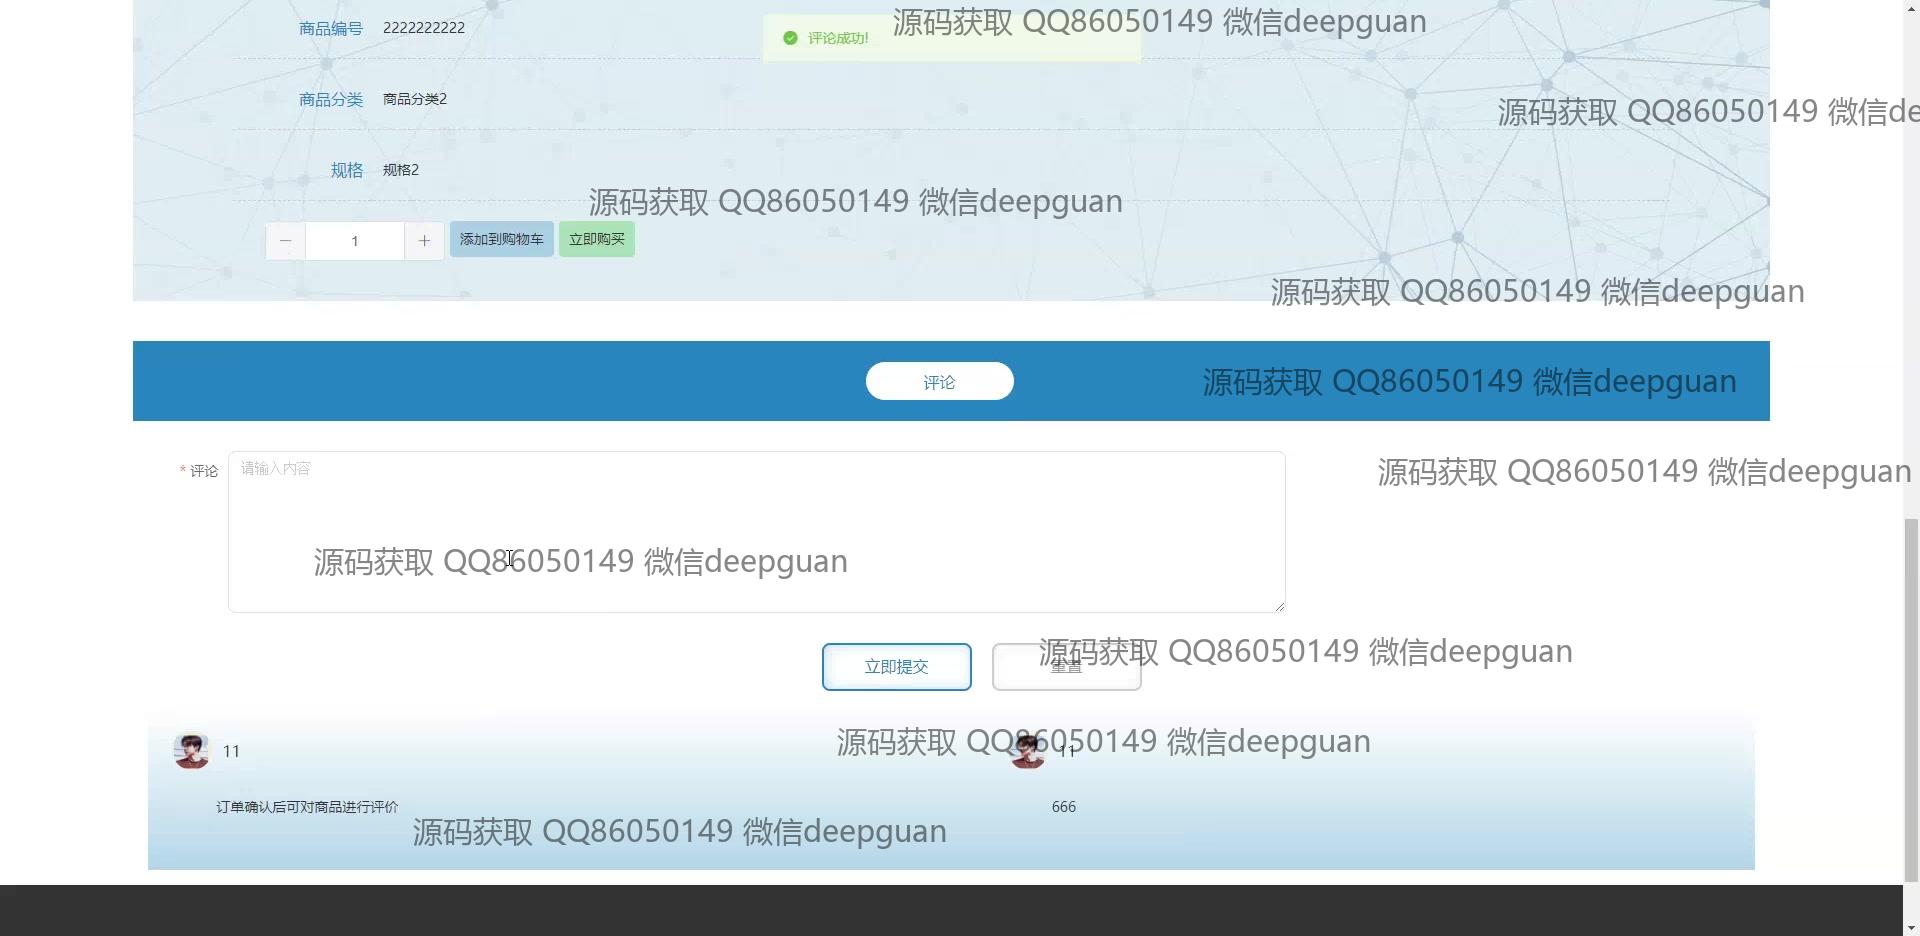 商品编号 2222222222
评论成功!
源码获取 QQ86050149 微信deepguan
商品分类 商品分类2
源码获取 QQ86050149 微信de
规格 规格2
源码获取 QQ86050149 微信deepguan
1 添加到购物车 立即购买
源码获取 QQ86050149 微信deepguan
评论
源码获取 QQ86050149 微信deepguan
* 评论 请输入内容
源码获取 QQ86050149 微信deepguan
源码获取 QQ86050149 微信deepguan
立即提交 重置
源码获取 QQ86050149 微信deepguan
11 11
源码获取 QQ86050149 微信deepguan
订单确认后可对商品进行评价 666
源码获取 QQ86050149 微信deepguan